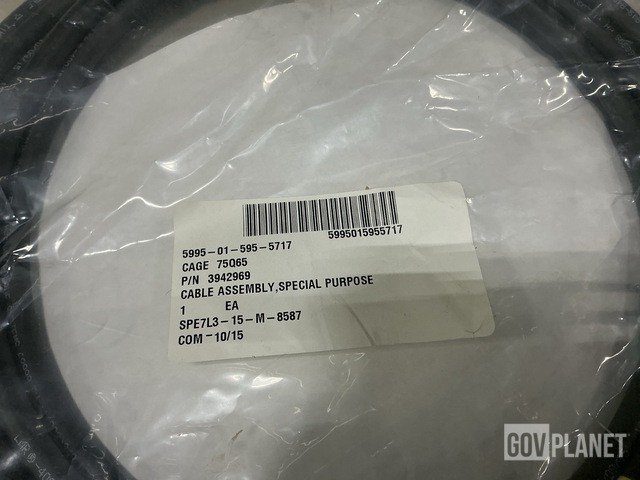 5995-01-595-5717
5995015955717
CAGE 75Q65
P/N 3942969
CABLE ASSEMBLY,SPECIAL PURPOSE
1 EA
SPE7L3-15-M-8587
COM-10/15
GOVPLANET